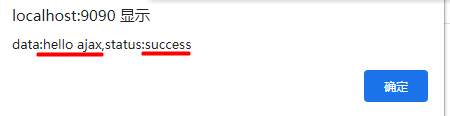 localhost:9090 显示
data:hello ajax,status:success
确定